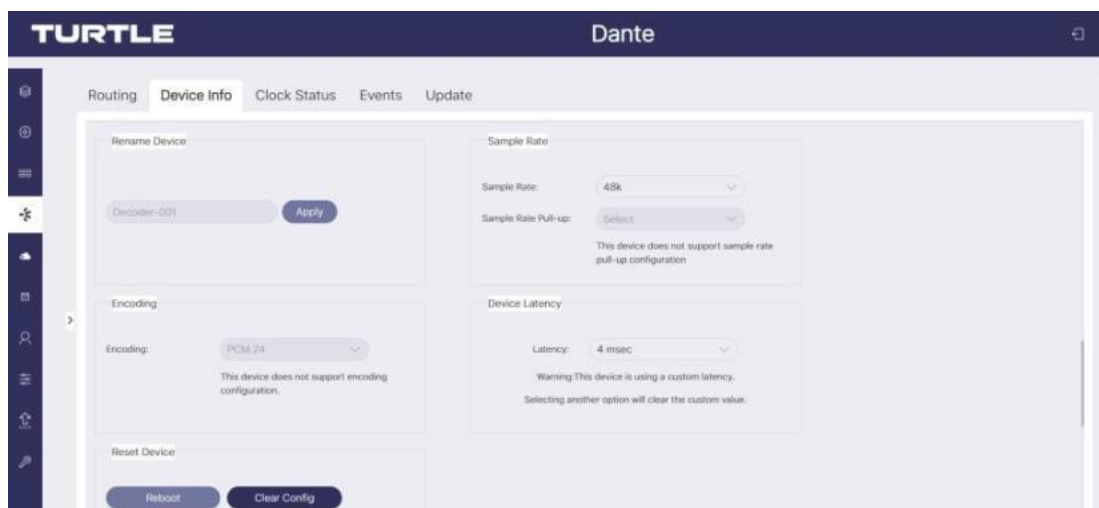 TURTLE
Dante
Routing
Device Info
Clock Status
Events
Update
Rename Device
Decoder-001
Apply
Sample Rate
Sample Rate:
48k
Sample Rate Pull-up:
Select
This device does not support sample rate
pull-up configuration
Encoding
Encoding:
PCM 24
This device does not support encoding
configuration.
Device Latency
Latency:
4 msec
Warning:This device is using a custom latency.
Selecting another option will clear the custom value.
Reset Device
Reboot
Clear Config